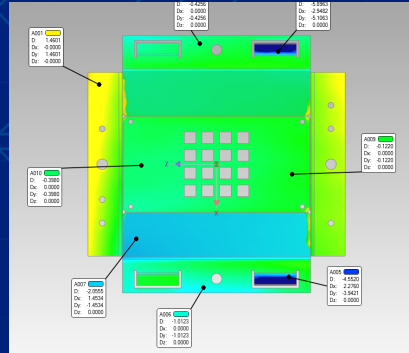 D: -0.4256
Dx: 0.0000
Dy: -0.4256
Dz: 0.0000
Dx: -2.9482
Dy: -5.1063
Dz: 0.0000
A001
D: 1.4601
Dx: -0.0000
Dy: 1.4601
Dz: -0.0000
A009
D: -0.1220
Dx: 0.0000
Dy: -0.1220
Dz: 0.0000
Z
X
X
A010
D: -0.3980
Dx: 0.0000
Dy: -0.3980
Dz: 0.0000
A007
D: -2.0555
Dx: 1.4534
Dy: -1.4534
Dz: 0.0000
A005
D: -4.5520
Dx: 2.2760
Dy: -3.9421
Dz: 0.0000
A006
D: -1.0123
Dx: 0.0000
Dy: -1.0123
Dz: 0.0000